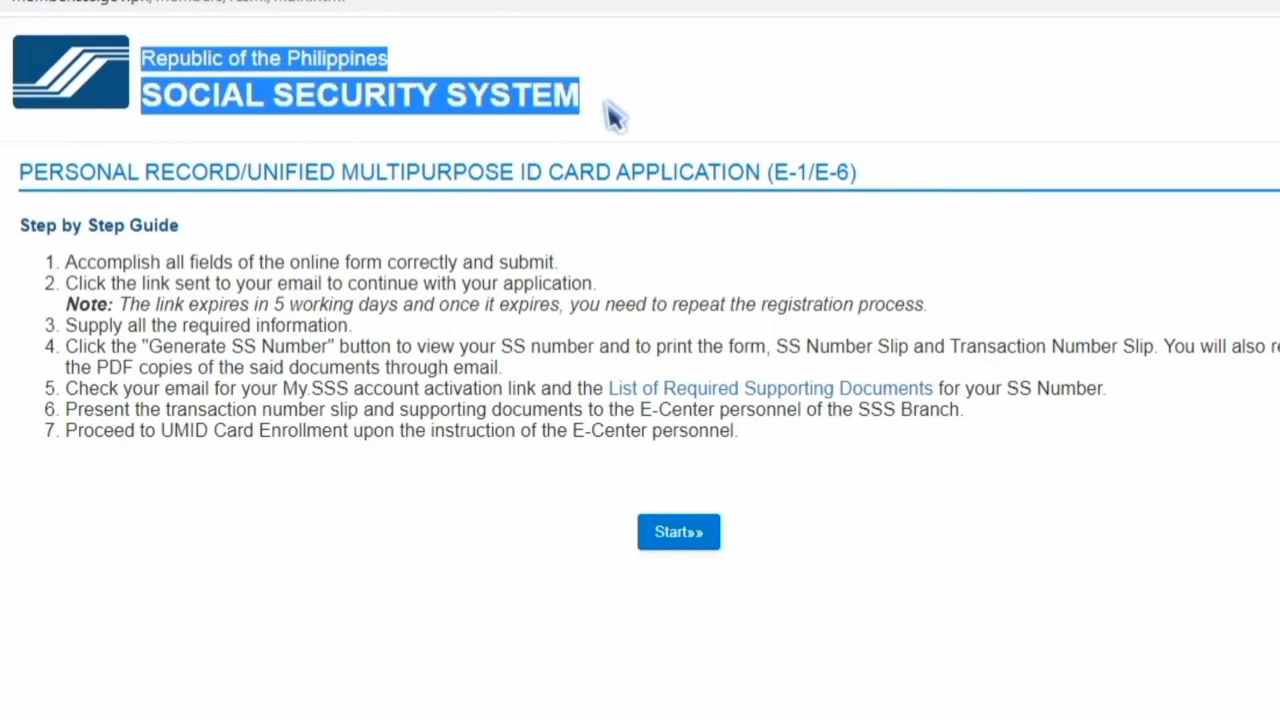 Republic of the Philippines
SOCIAL SECURITY SYSTEM
PERSONAL RECORD/UNIFIED MULTIPURPOSE ID CARD APPLICATION (E-1/E-6)
Step by Step Guide
1. Accomplish all fields of the online form correctly and submit.
2. Click the link sent to your email to continue with your application.
Note: The link expires in 5 working days and once it expires, you need to repeat the registration process.
3. Supply all the required information.
4. Click the "Generate SS Number" button to view your SS number and to print the form, SS Number Slip and Transaction Number Slip. You will also
the PDF copies of the said documents through email.
5. Check your email for your My.SSS account activation link and the List of Required Supporting Documents for your SS Number.
6. Present the transaction number slip and supporting documents to the E-Center personnel of the SSS Branch.
7. Proceed to UMID Card Enrollment upon the instruction of the E-Center personnel.
Start»»